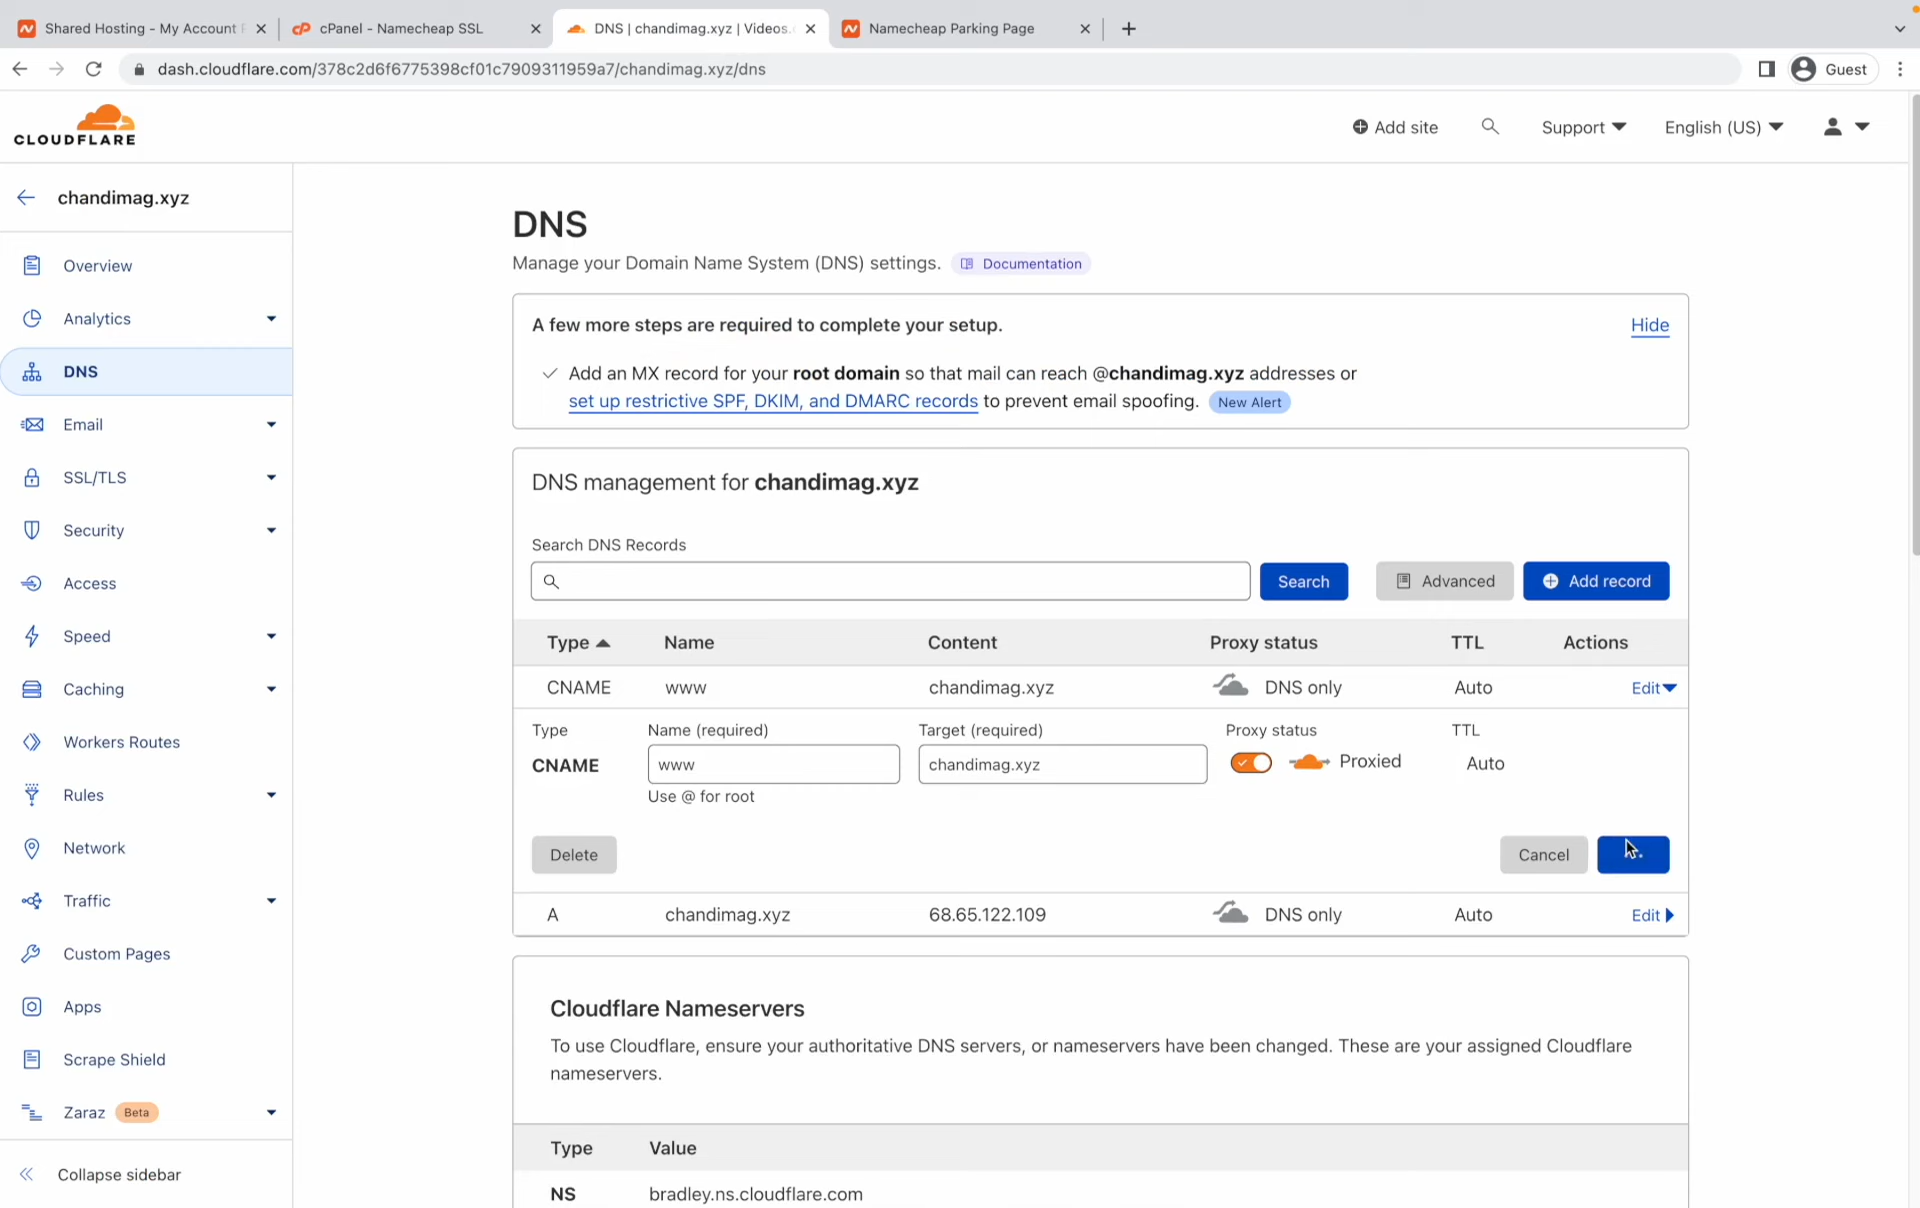 Shared Hosting - My Account P
cPanel - Namecheap SSL
DNS | chandimag.xyz | Videos.c
Namecheap Parking Page
dash.cloudflare.com/378c2d6f6775398cf01c7909311959a7/chandimag.xyz/dns
Guest
CLOUDFLARE
Add site
Support
English (US)
chandimag.xyz
Overview
Analytics
DNS
Email
SSL/TLS
Security
Access
Speed
Caching
Workers Routes
Rules
Network
Traffic
Custom Pages
Apps
Scrape Shield
Zaraz Beta
Collapse sidebar
DNS
Manage your Domain Name System (DNS) settings. Documentation
A few more steps are required to complete your setup. Hide
Add an MX record for your root domain so that mail can reach @chandimag.xyz addresses or
set up restrictive SPF, DKIM, and DMARC records to prevent email spoofing. New Alert
DNS management for chandimag.xyz
Search DNS Records
Search Advanced Add record
Type Name Content Proxy status TTL Actions
CNAME www chandimag.xyz DNS only Auto Edit
Type Name (required) Target (required) Proxy status TTL
CNAME www chandimag.xyz Proxied Auto
Use @ for root
Delete Cancel
A chandimag.xyz 68.65.122.109 DNS only Auto Edit
Cloudflare Nameservers
To use Cloudflare, ensure your authoritative DNS servers, or nameservers have been changed. These are your assigned Cloudflare
nameservers.
Type Value
NS bradley.ns.cloudflare.com